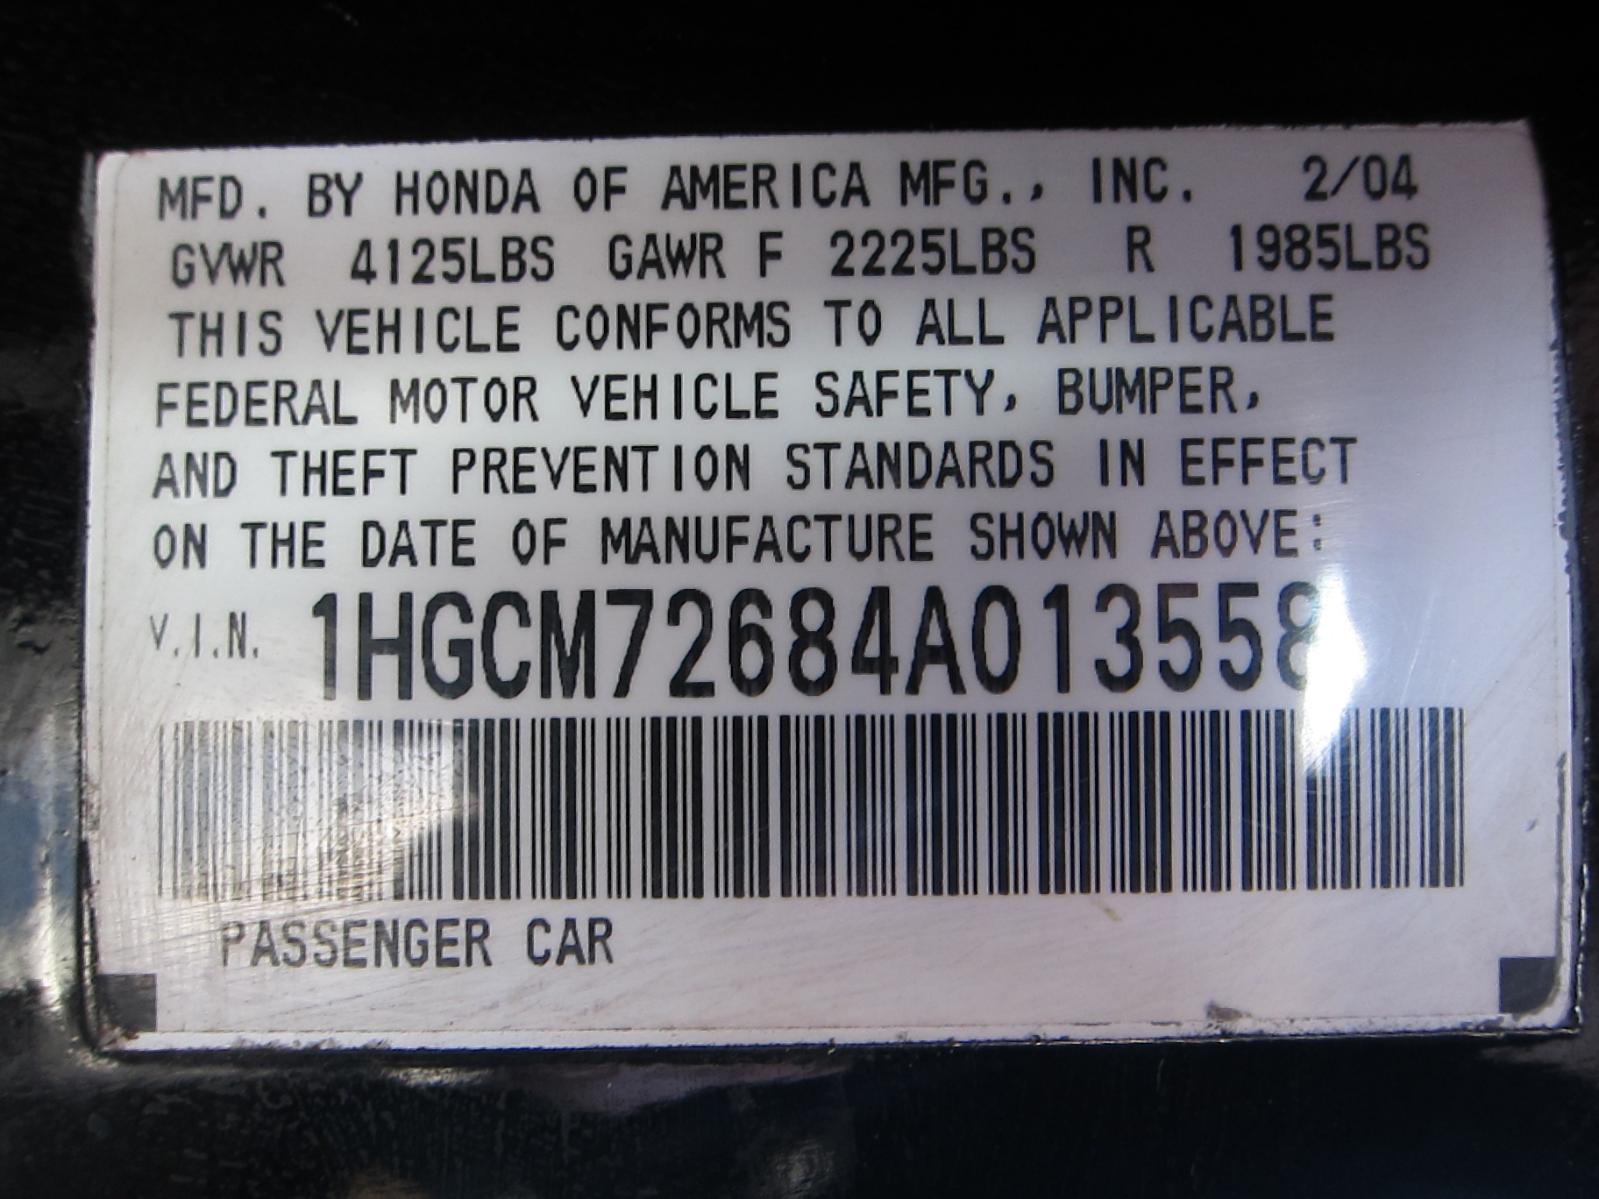 MFD. BY HONDA OF AMERICA MFG., INC. 2/04
GVWR 4125LBS GAWR F 2225LBS R 1985LBS
THIS VEHICLE CONFORMS TO ALL APPLICABLE
FEDERAL MOTOR VEHICLE SAFETY, BUMPER,
AND THEFT PREVENTION STANDARDS IN EFFECT
ON THE DATE OF MANUFACTURE SHOWN ABOVE:
V.I.N. 1HGCM72684A013558
PASSENGER CAR